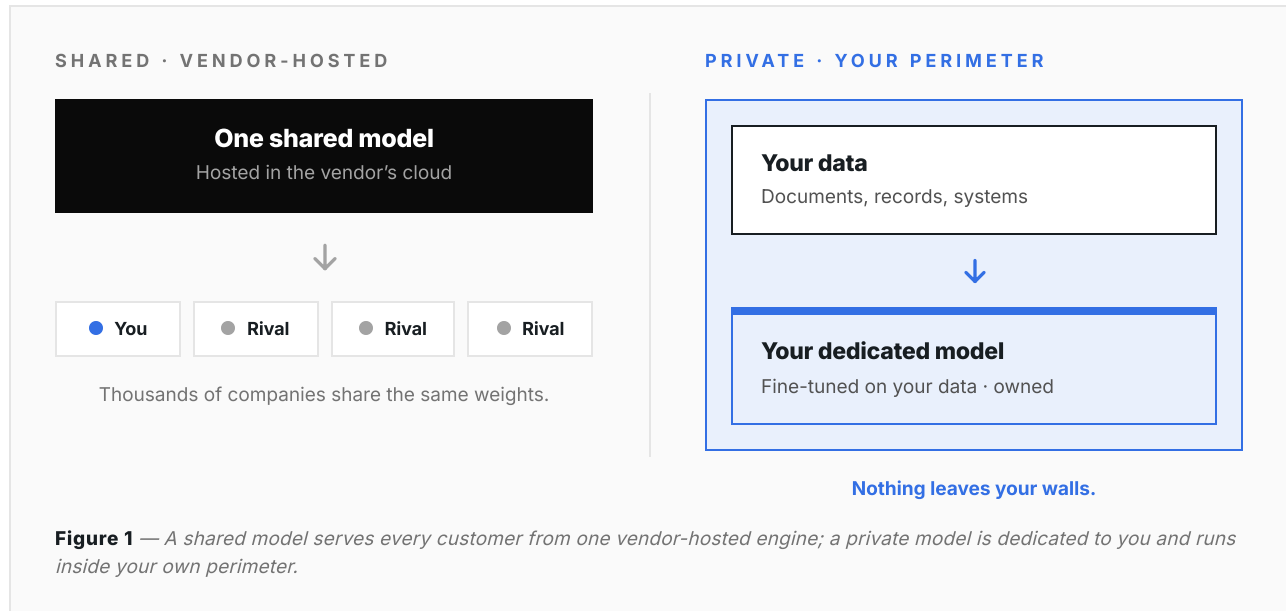 SHARED · VENDOR-HOSTED
One shared model
Hosted in the vendor’s cloud
You
Rival
Rival
Rival
Thousands of companies share the same weights.
PRIVATE · YOUR PERIMETER
Your data
Documents, records, systems
Your dedicated model
Fine-tuned on your data · owned
Nothing leaves your walls.
Figure 1 — A shared model serves every customer from one vendor-hosted engine; a private model is dedicated to you and runs
inside your own perimeter.